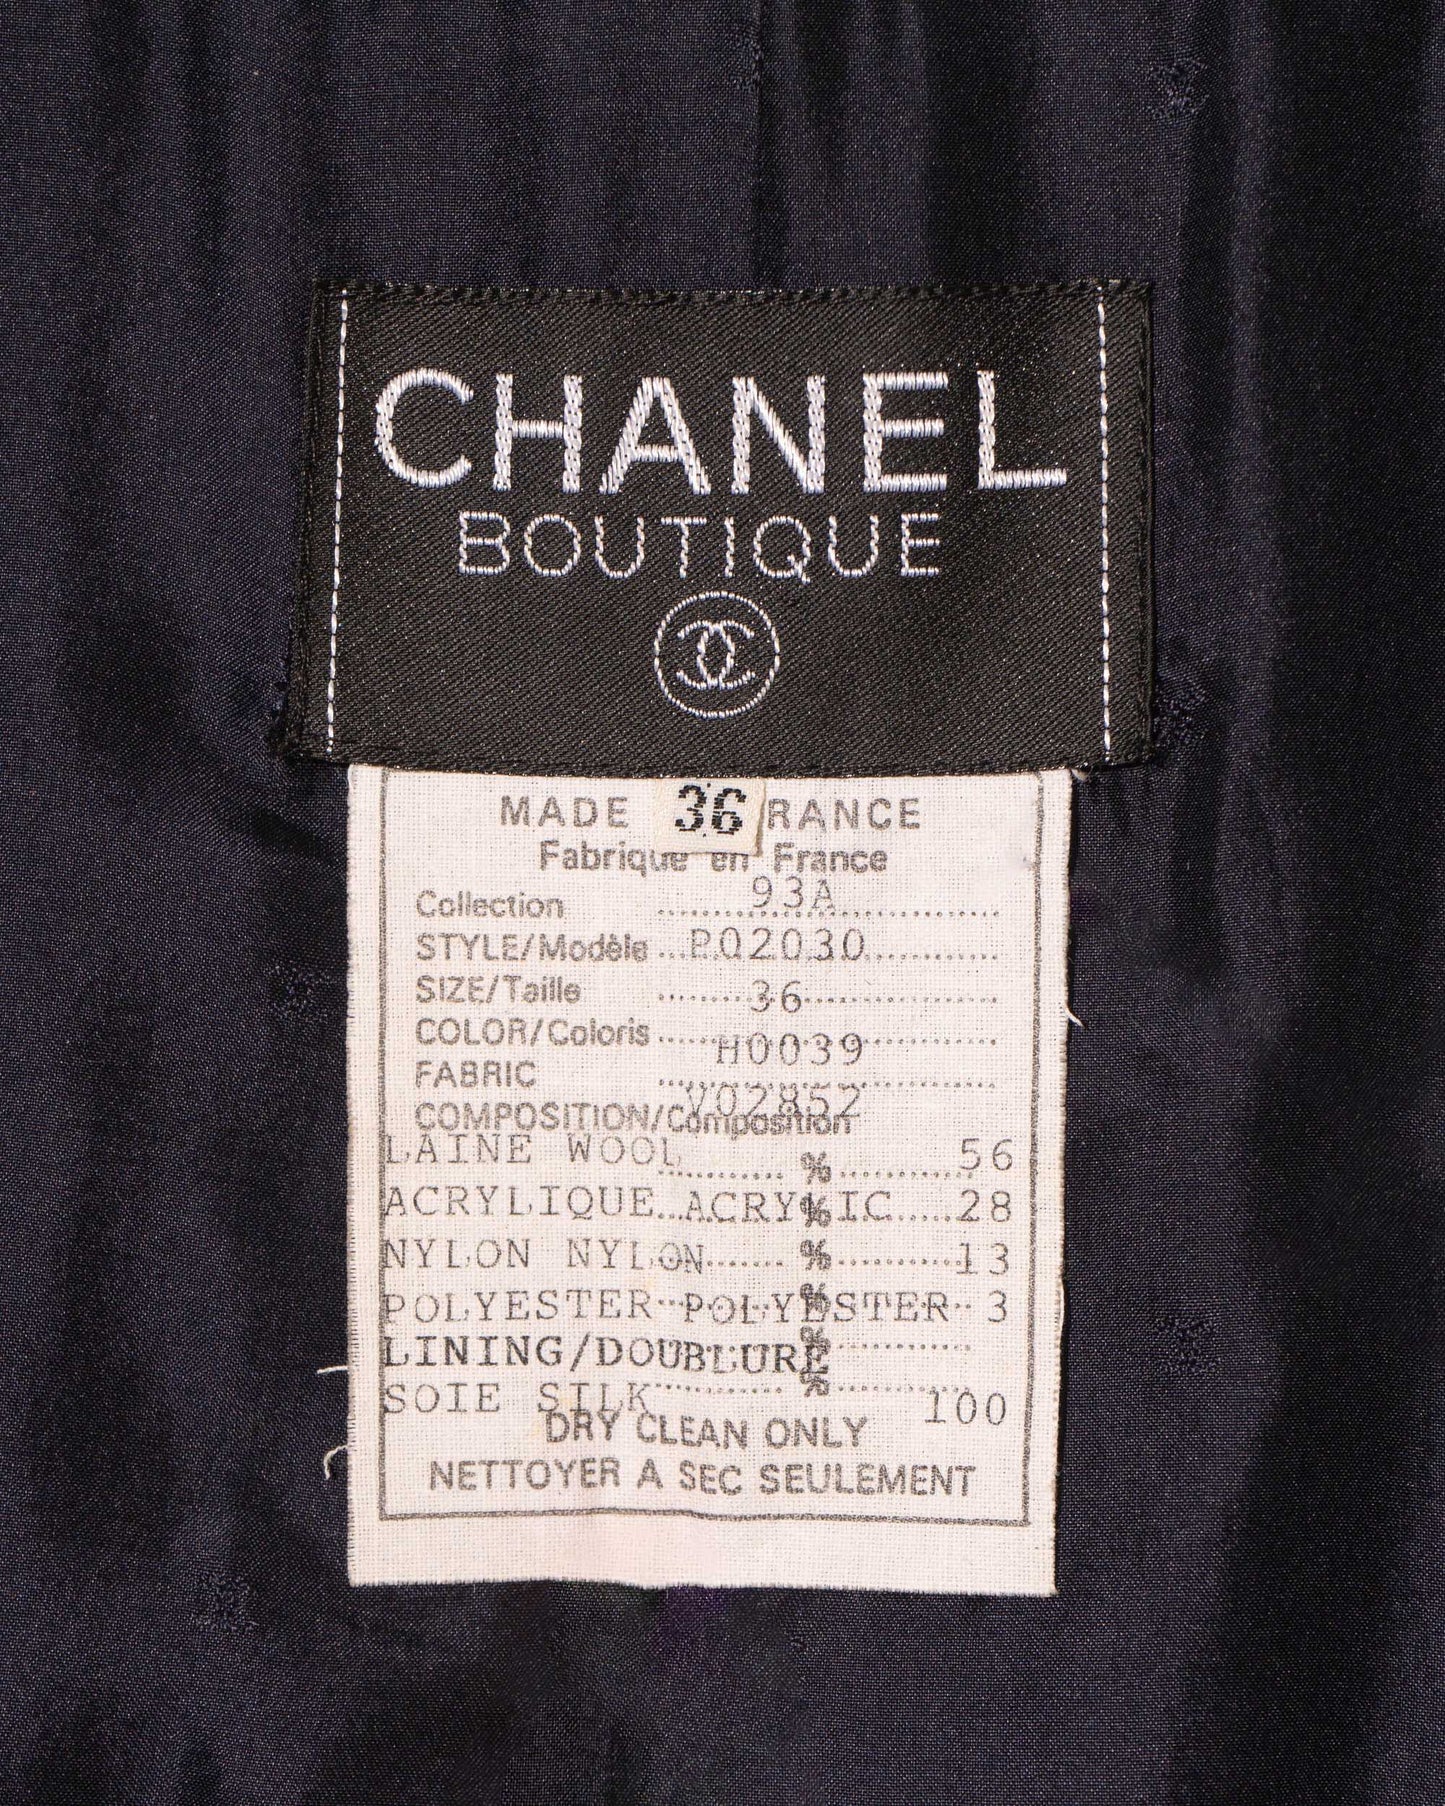 CHANEL
BOUTIQUE
36
MADE RANCE
Fabrique en France
Collection 93A
STYLE/Modèle P02030
SIZE/Taille 36
COLOR/Coloris H0039
FABRIC V02852
COMPOSITION/Composition
LAINE WOOL % 56
ACRYLIQUE ACRYLIC % 28
NYLON NYLON % 13
POLYESTER POLYESTER % 3
LINING/DOUBLURE %
SOIE SILK % 100
DRY CLEAN ONLY
NETTOYER A SEC SEULEMENT